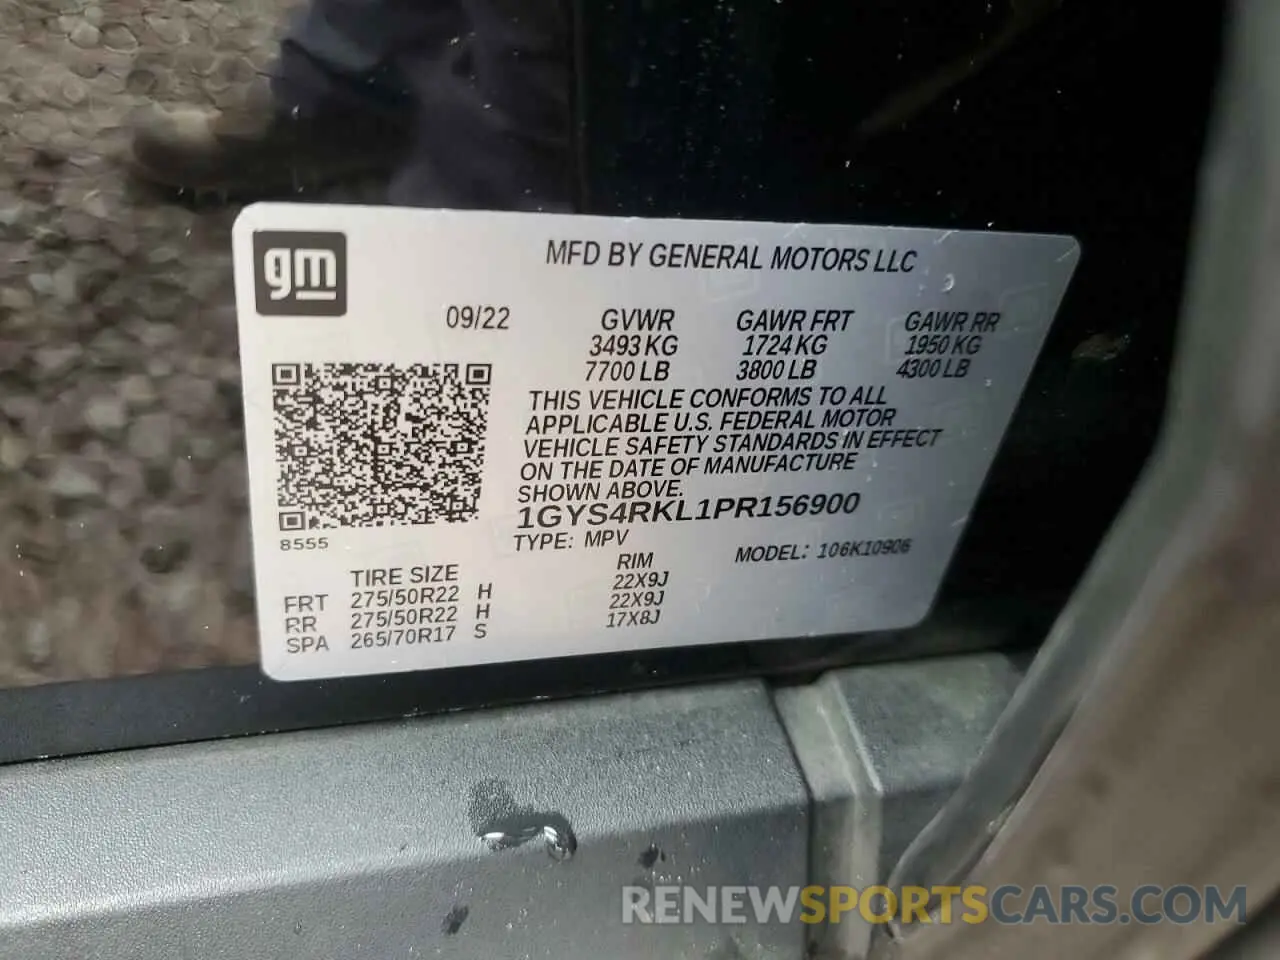 gm
MFD BY GENERAL MOTORS LLC
09/22 GVWR GAWR FRT GAWR RR
3493 KG 1724 KG 1950 KG
7700 LB 3800 LB 4300 LB
THIS VEHICLE CONFORMS TO ALL
APPLICABLE U.S. FEDERAL MOTOR
VEHICLE SAFETY STANDARDS IN EFFECT
ON THE DATE OF MANUFACTURE
SHOWN ABOVE.
1GYS4RKL1PR156900
8555
TYPE: MPV MODEL: 106K10906
TIRE SIZE RIM
FRT 275/50R22 H 22X9J
RR 275/50R22 H 22X9J
SPA 265/70R17 S 17X8J
RENEWSPORTSCARS.COM